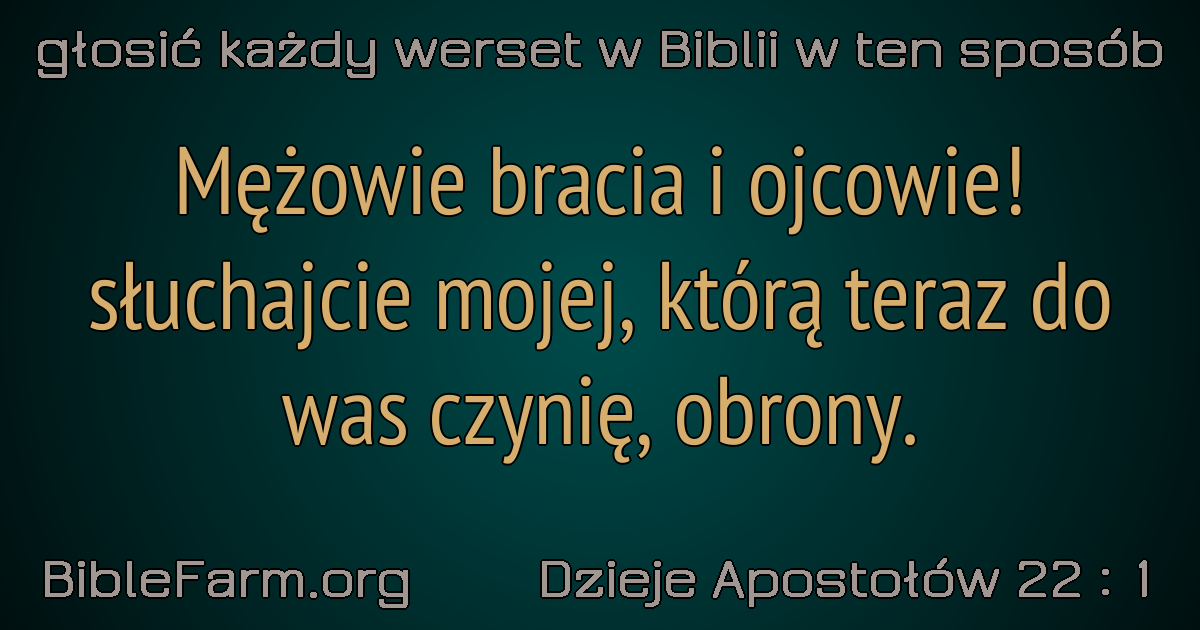 głosić każdy werset w Biblii w ten sposób
Mężowie bracia i ojcowie!
słuchajcie mojej, którą teraz do
was czynię, obrony.
BibleFarm.org
Dzieje Apostołów 22 : 1